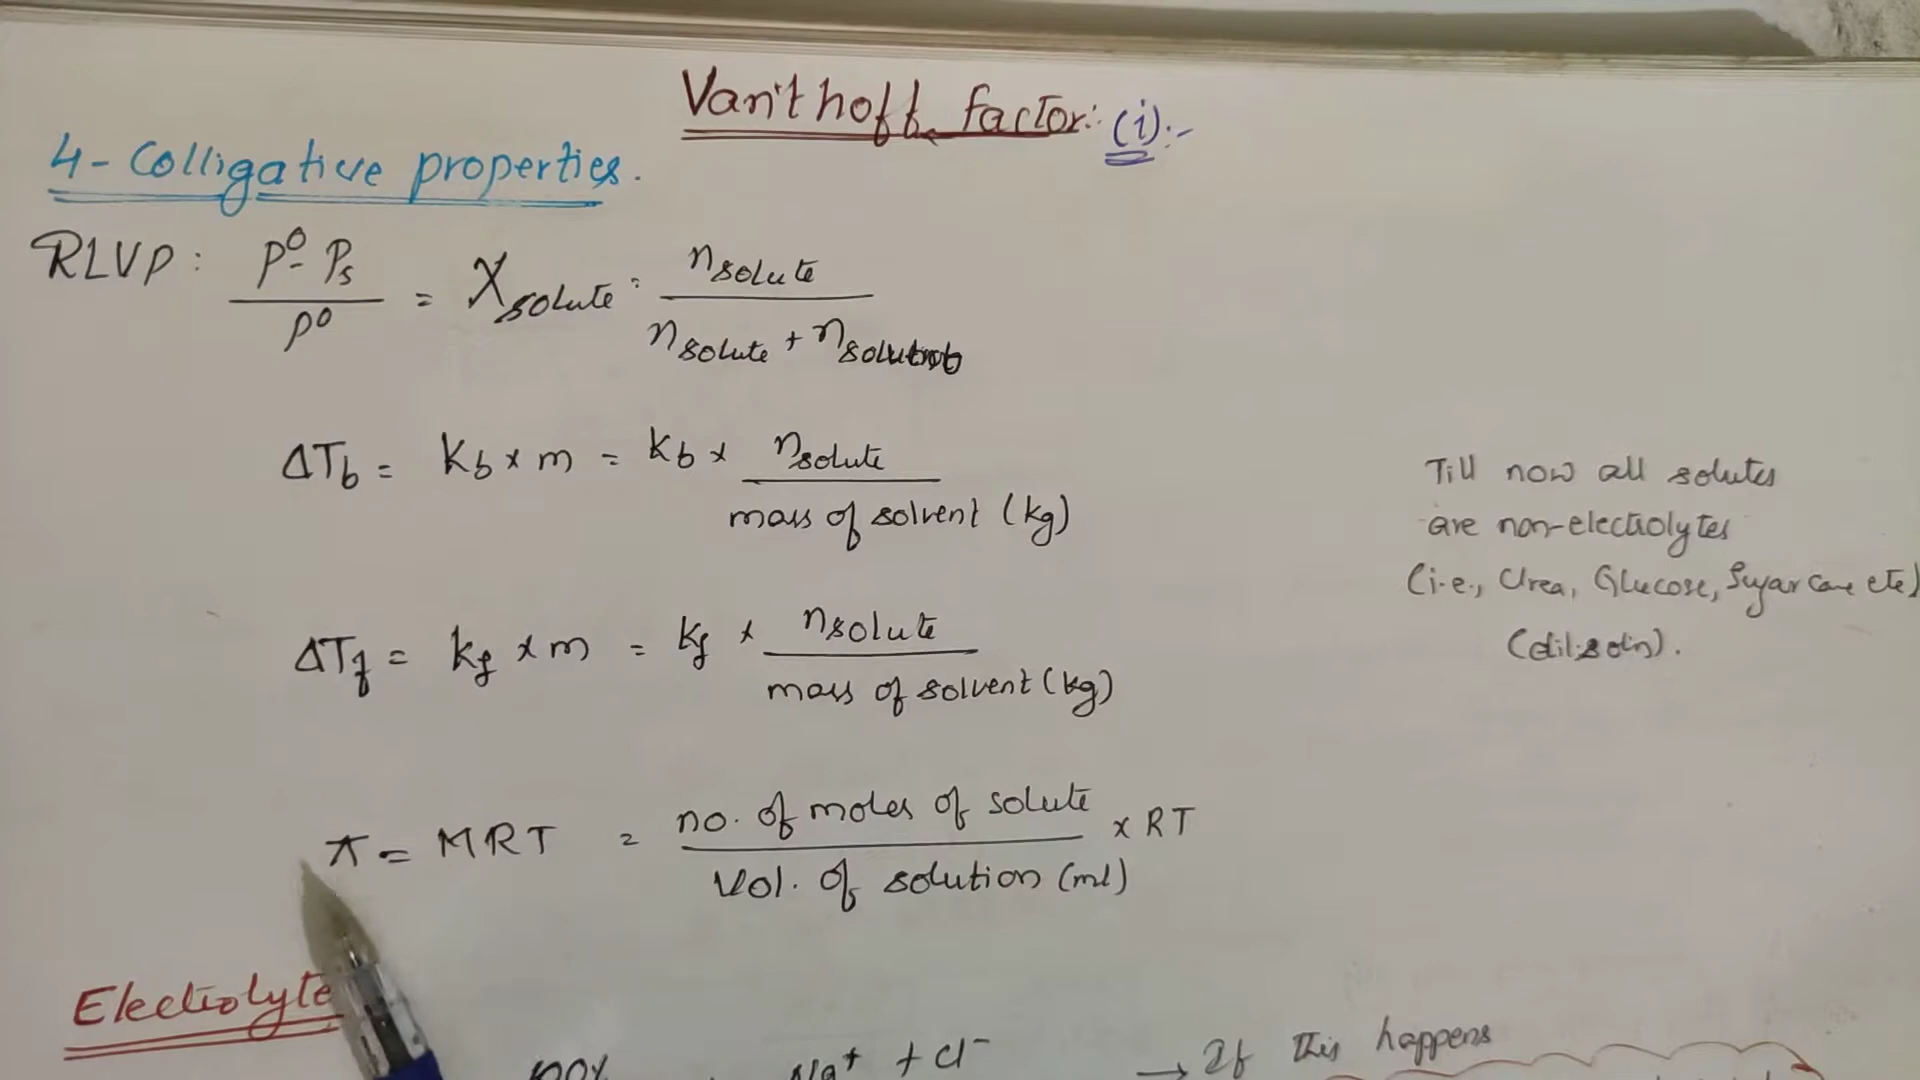 Van't hoff factor: (i):-
4- Colligative properties.
RLVP: P⁰- Ps / P⁰ = Xsolute = nsolute / nsolute + n
ΔTb = Kb × m = Kb × nsolute / mass of solvent (kg)
Till now all solutes
are non-electrolytes
(i.e., Urea, Glucose, Sugar cane etc)
(dil. soln).
ΔTf = kf × m = kf × nsolute / mass of solvent (kg)
π = MRT = no. of moles of solute / Vol. of solution (ml) × RT
Electrolyte
Na⁺ + Cl⁻ → If this happens